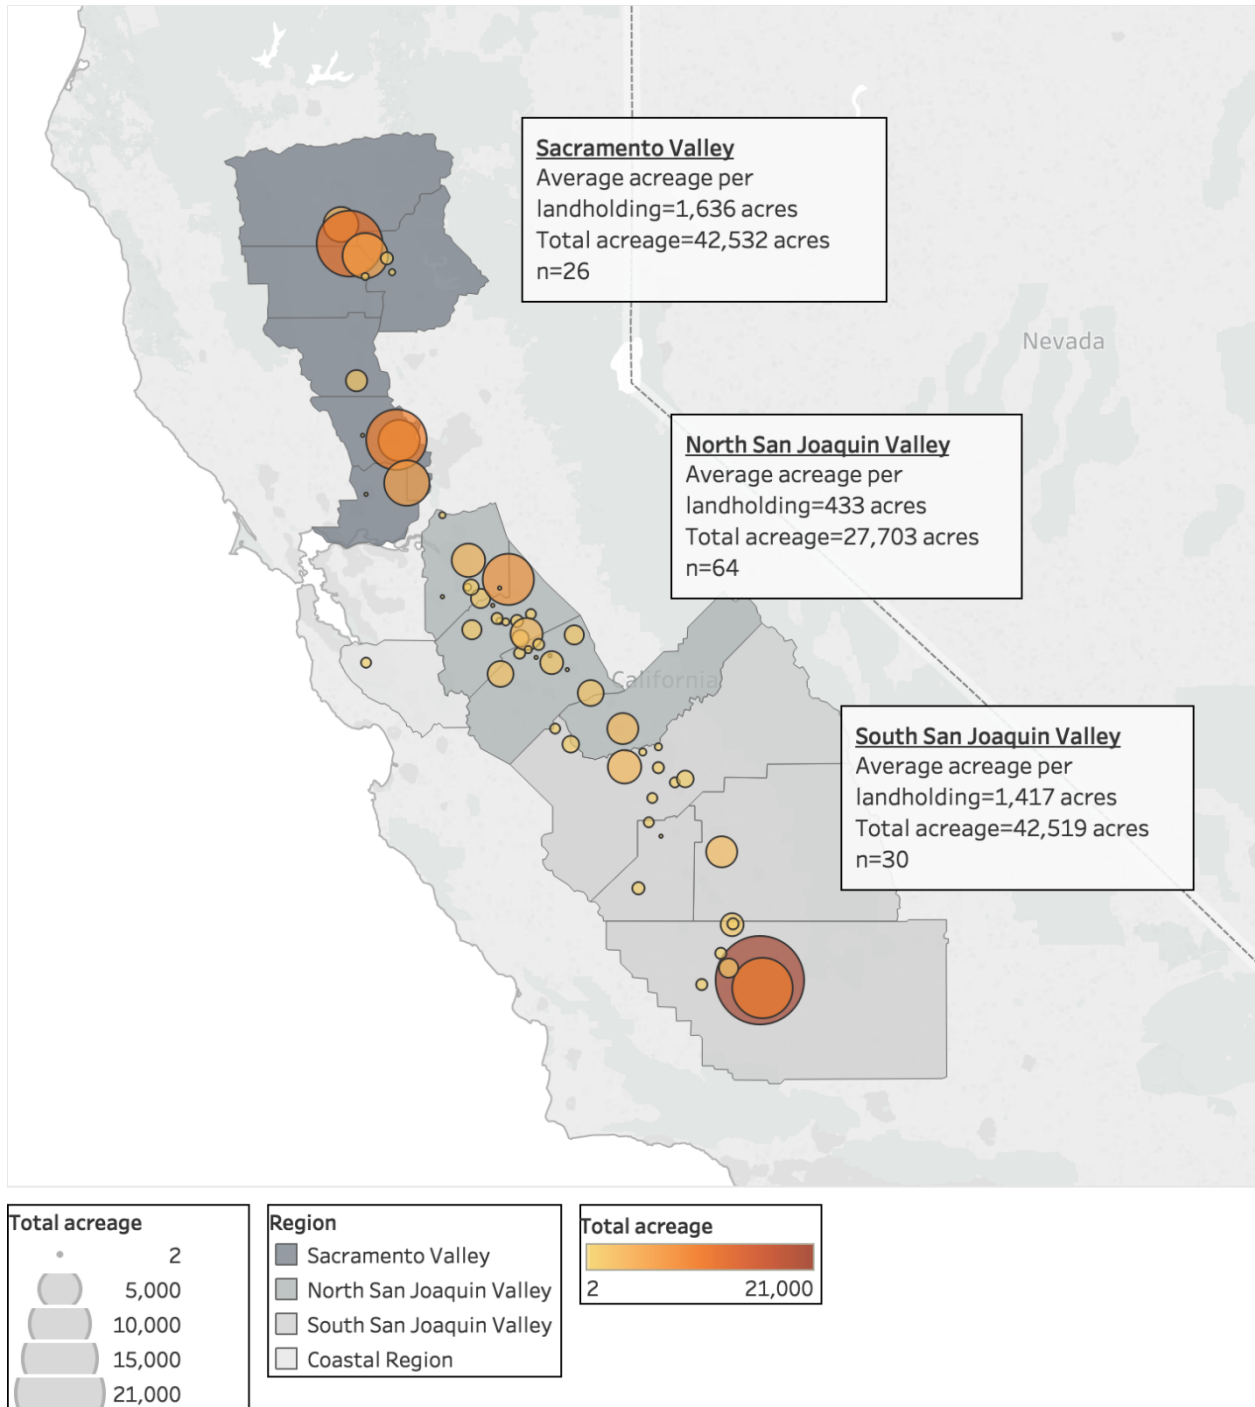 Sacramento Valley
Average acreage per
landholding=1,636 acres
Total acreage=42,532 acres
n=26
Nevada
North San Joaquin Valley
Average acreage per
landholding=433 acres
Total acreage=27,703 acres
n=64
California
South San Joaquin Valley
Average acreage per
landholding=1,417 acres
Total acreage=42,519 acres
n=30
Total acreage
2
5,000
10,000
15,000
21,000
Region
Sacramento Valley
North San Joaquin Valley
South San Joaquin Valley
Coastal Region
Total acreage
2 21,000